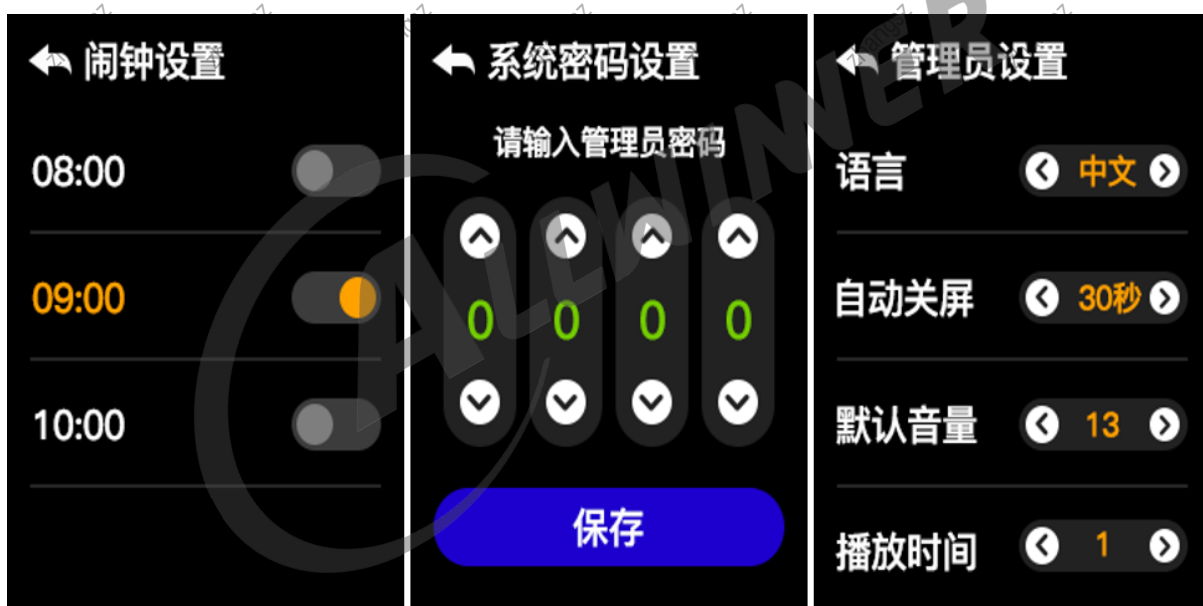 闹钟设置
08:00
09:00
10:00
系统密码设置
请输入管理员密码
0 0 0 0
保存
管理员设置
语言 中文
自动关屏 30秒
默认音量 13
播放时间 1
ALLWINNER